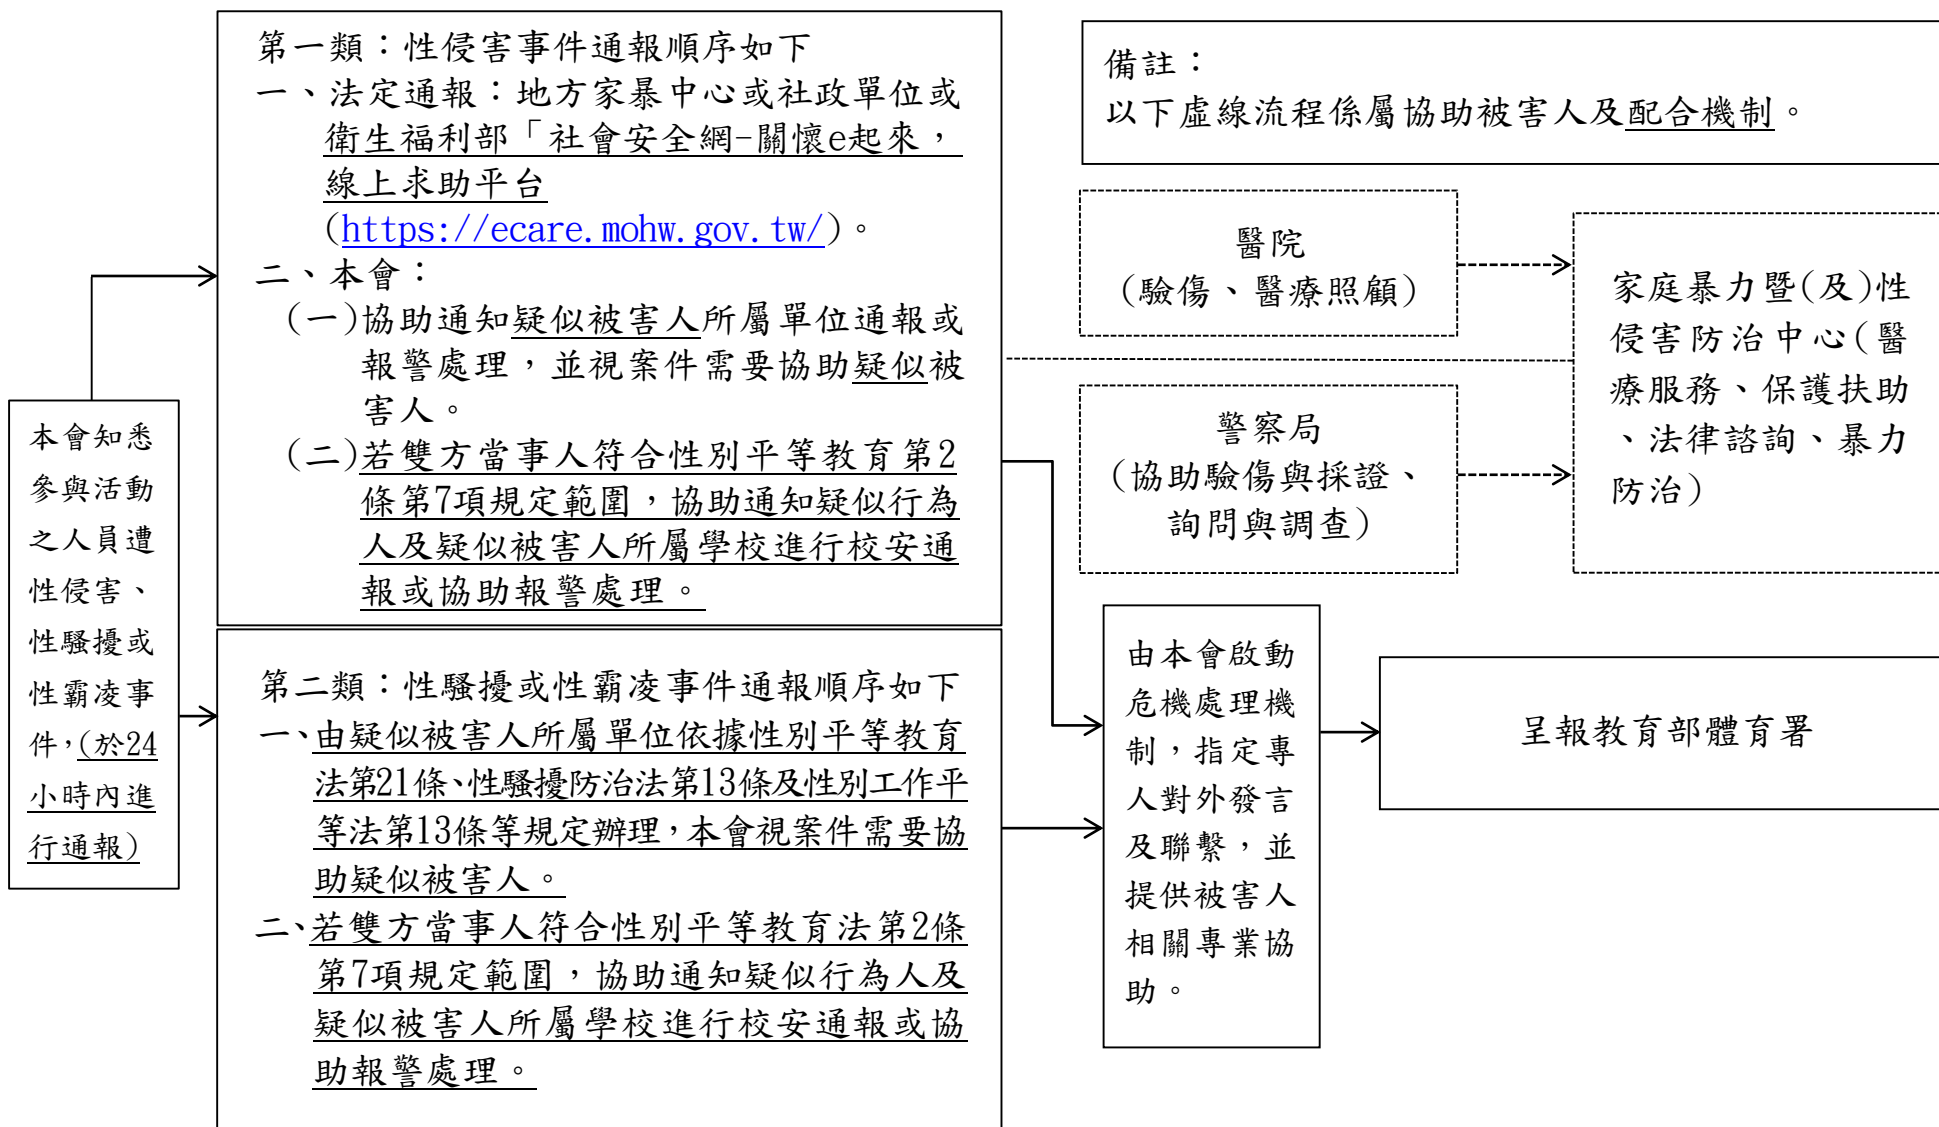 本會知悉
參與活動
之人員遭
性侵害、
性騷擾或
性霸凌事
件，(於24
小時內進
行通報)
第一類：性侵害事件通報順序如下
一、法定通報：地方家暴中心或社政單位或
衛生福利部「社會安全網-關懷e起來，
線上求助平台
(https://ecare.mohw.gov.tw/)。
二、本會：
(一)協助通知疑似被害人所屬單位通報或
報警處理，並視案件需要協助疑似被
害人。
(二)若雙方當事人符合性別平等教育第2
條第7項規定範圍，協助通知疑似行為
人及疑似被害人所屬學校進行校安通
報或協助報警處理。
第二類：性騷擾或性霸凌事件通報順序如下
一、由疑似被害人所屬單位依據性別平等教育
法第21條、性騷擾防治法第13條及性別工作平
等法第13條等規定辦理，本會視案件需要協
助疑似被害人。
二、若雙方當事人符合性別平等教育法第2條
第7項規定範圍，協助通知疑似行為人及
疑似被害人所屬學校進行校安通報或協
助報警處理。
備註：
以下虛線流程係屬協助被害人及配合機制。
醫院
(驗傷、醫療照顧)
警察局
(協助驗傷與採證、
詢問與調查)
家庭暴力暨(及)性
侵害防治中心(醫
療服務、保護扶助
、法律諮詢、暴力
防治)
由本會啟動
危機處理機
制，指定專
人對外發言
及聯繫，並
提供被害人
相關專業協
助。
呈報教育部體育署